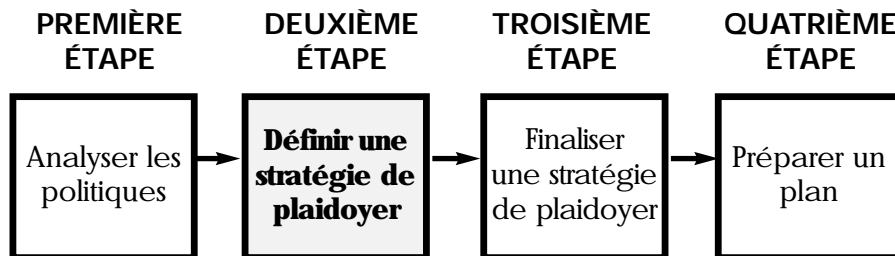 PREMIÈRE
ÉTAPE
DEUXIÈME
ÉTAPE
TROISIÈME
ÉTAPE
QUATRIÈME
ÉTAPE
Analyser les
politiques
Définir une
stratégie de
plaidoyer
Finaliser
une stratégie
de plaidoyer
Préparer un
plan